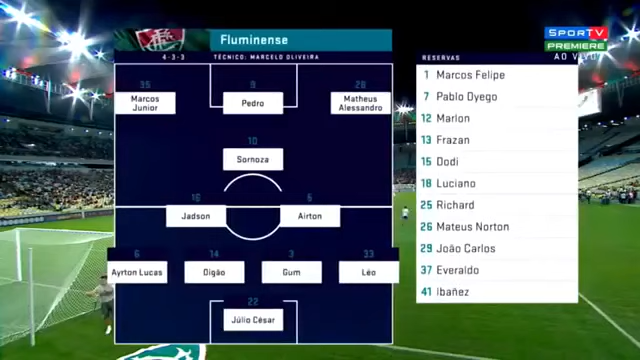 Fluminense
4-3-3
TÉCNICO: MARCELO OLIVEIRA
SPORTV
PREMIERE
AO VIVO
35
Marcos
Junior
9
Pedro
28
Matheus
Alessandro
10
Sornoza
16
Jadson
5
Airton
6
Ayrton Lucas
14
Digão
3
Gum
33
Léo
22
Júlio César
RESERVAS
1 Marcos Felipe
7 Pablo Dyego
12 Marlon
13 Frazan
15 Dodi
18 Luciano
25 Richard
26 Mateus Norton
29 João Carlos
37 Everaldo
41 Ibañez